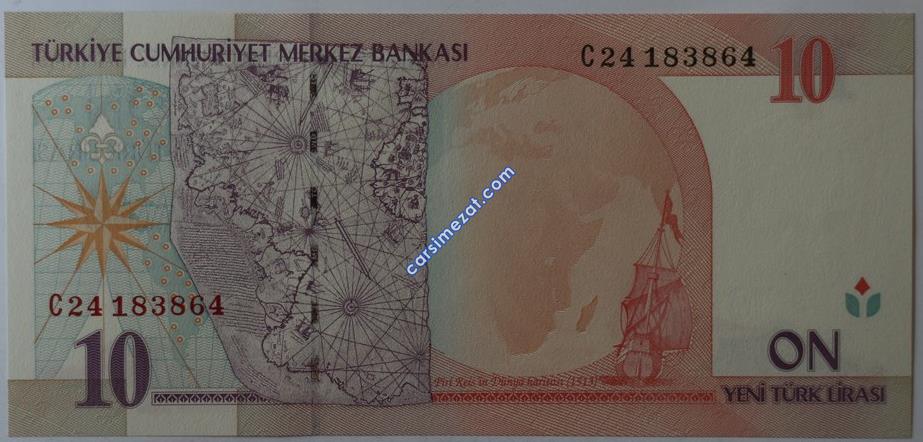 TÜRKİYE CUMHURİYET MERKEZ BANKASI
C24 183864
10
carsimezat.com
C24 183864
10
Piri Reis'in Dünya haritası (1513)
ON
YENİ TÜRK LİRASI